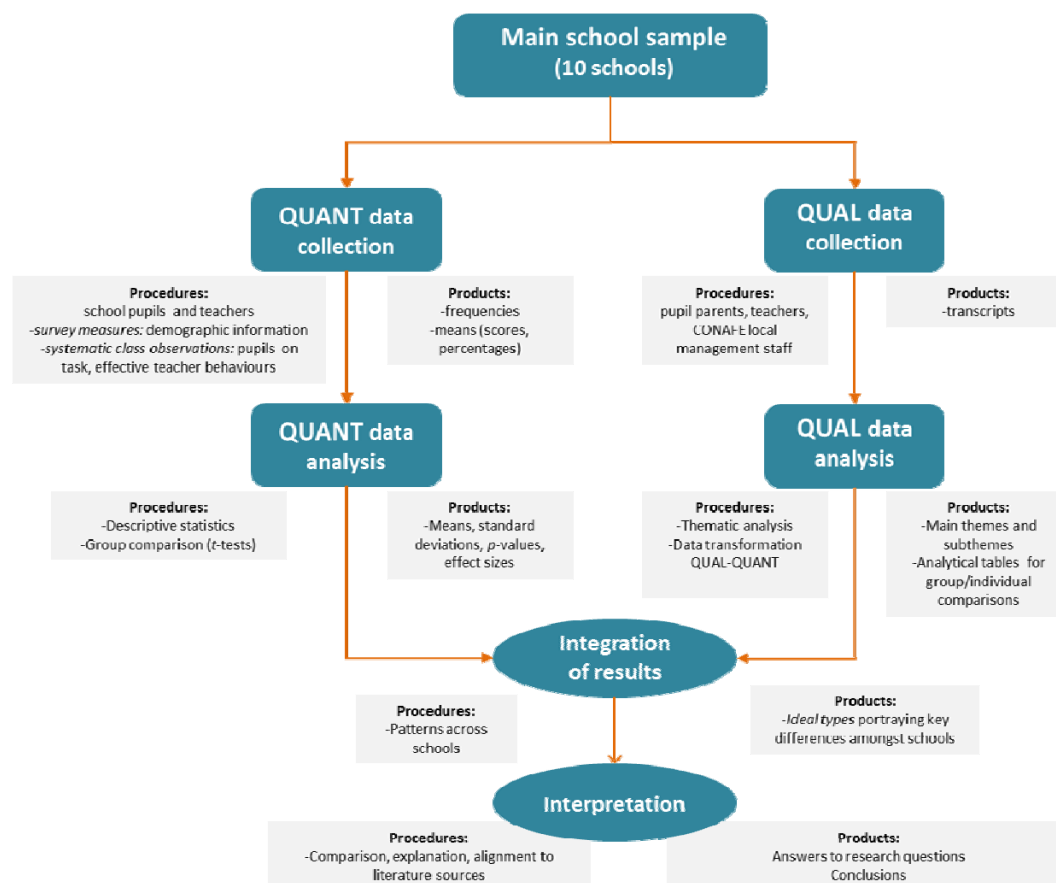 Main school sample
(10 schools)
QUANT data
collection
QUAL data
collection
Procedures:
school pupils and teachers
-survey measures: demographic information
-systematic class observations: pupils on
task, effective teacher behaviours
Products:
-frequencies
-means (scores,
percentages)
Procedures:
pupil parents, teachers,
CONAFE local
management staff
Products:
-transcripts
QUANT data
analysis
QUAL data
analysis
Procedures:
-Descriptive statistics
-Group comparison (t-tests)
Products:
-Means, standard
deviations, p-values,
effect sizes
Procedures:
-Thematic analysis
-Data transformation
QUAL-QUANT
Products:
-Main themes and
subthemes
-Analytical tables for
group/individual
comparisons
Integration
of results
Procedures:
-Patterns across
schools
Products:
-Ideal types portraying key
differences amongst schools
Interpretation
Procedures:
-Comparison, explanation, alignment to
literature sources
Products:
Answers to research questions
Conclusions